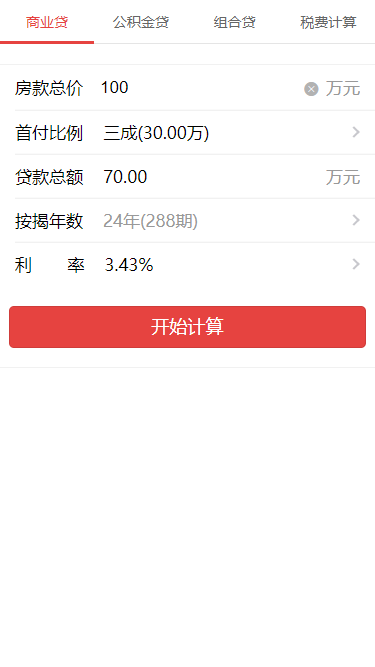 商业贷 公积金贷 组合贷 税费计算
房款总价 100 万元
首付比例 三成(30.00万)
贷款总额 70.00 万元
按揭年数 24年(288期)
利 率 3.43%
开始计算